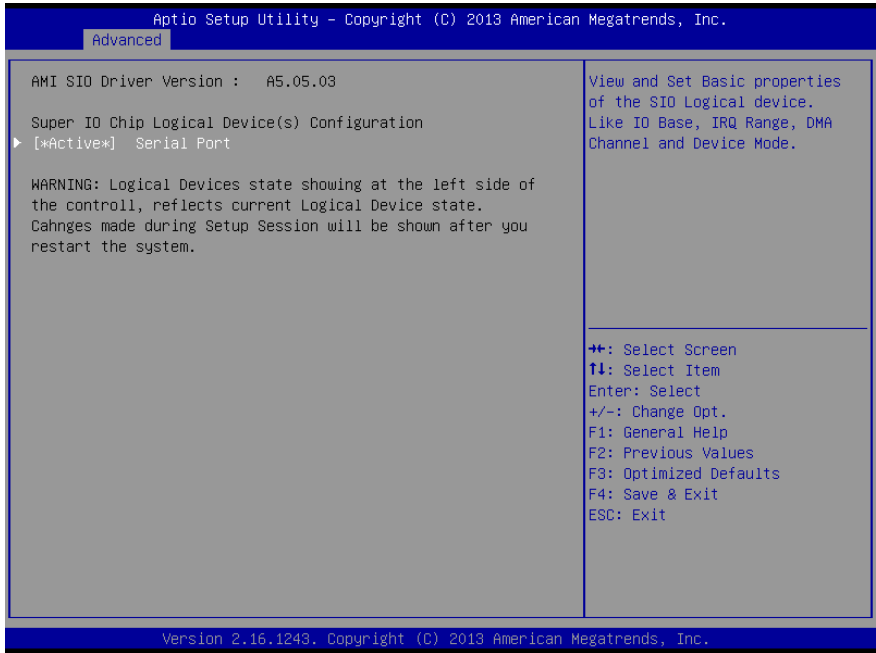 Aptio Setup Utility – Copyright (C) 2013 American Megatrends, Inc.
Advanced
AMI SIO Driver Version :   A5.05.03
Super IO Chip Logical Device(s) Configuration
[*Active*]  Serial Port
WARNING: Logical Devices state showing at the left side of
the controll, reflects current Logical Device state.
Cahnges made during Setup Session will be shown after you
restart the system.
View and Set Basic properties
of the SIO Logical device.
Like IO Base, IRQ Range, DMA
Channel and Device Mode.
→←: Select Screen
↑↓: Select Item
Enter: Select
+/-: Change Opt.
F1: General Help
F2: Previous Values
F3: Optimized Defaults
F4: Save & Exit
ESC: Exit
Version 2.16.1243. Copyright (C) 2013 American Megatrends, Inc.